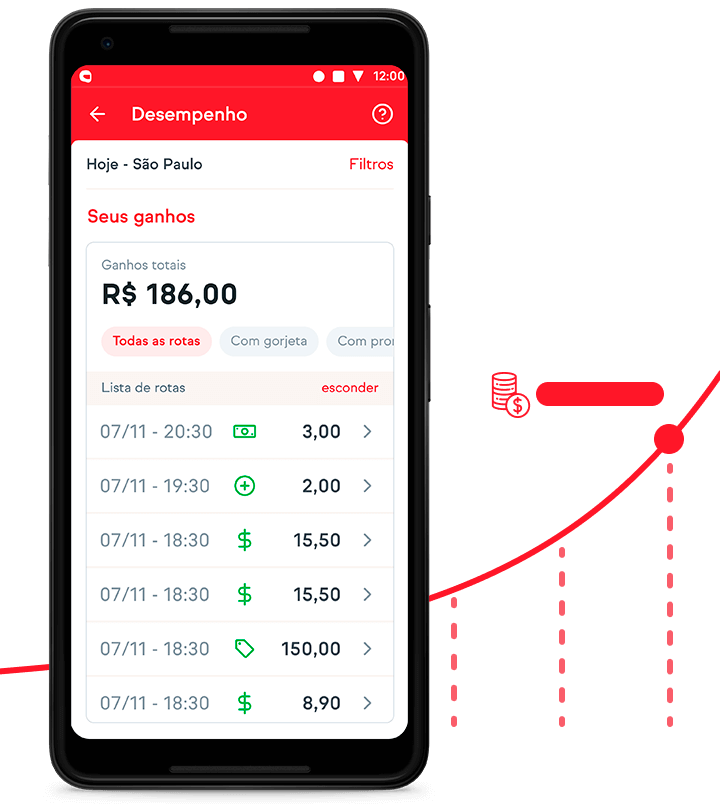 12:00
Desempenho
Hoje - São Paulo Filtros
Seus ganhos
Ganhos totais
R$ 186,00
Todas as rotas Com gorjeta Com pro
Lista de rotas esconder
07/11 - 20:30 3,00
07/11 - 19:30 2,00
07/11 - 18:30 $ 15,50
07/11 - 18:30 $ 15,50
07/11 - 18:30 150,00
07/11 - 18:30 $ 8,90